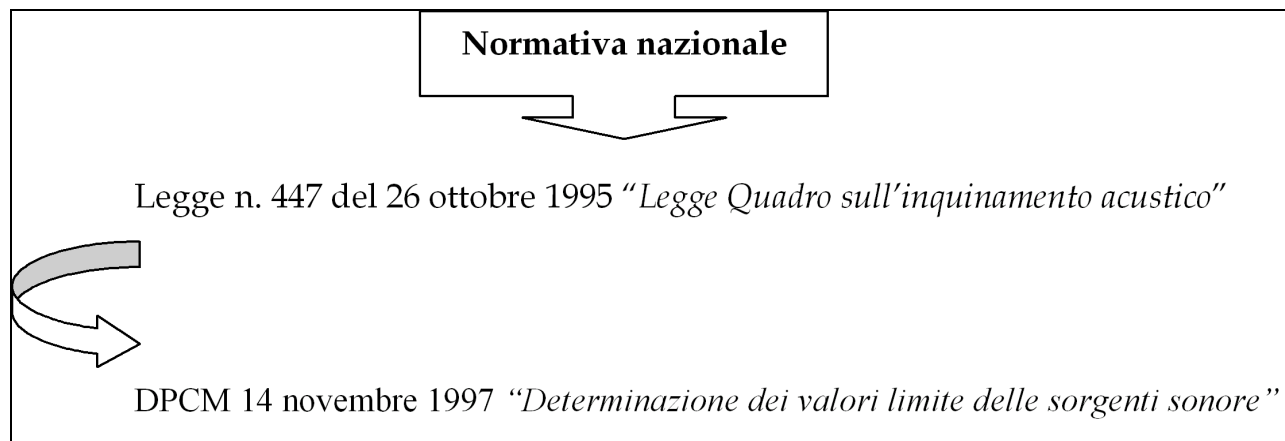 Normativa nazionale
Legge n. 447 del 26 ottobre 1995 “Legge Quadro sull’inquinamento acustico”
DPCM 14 novembre 1997 “Determinazione dei valori limite delle sorgenti sonore”